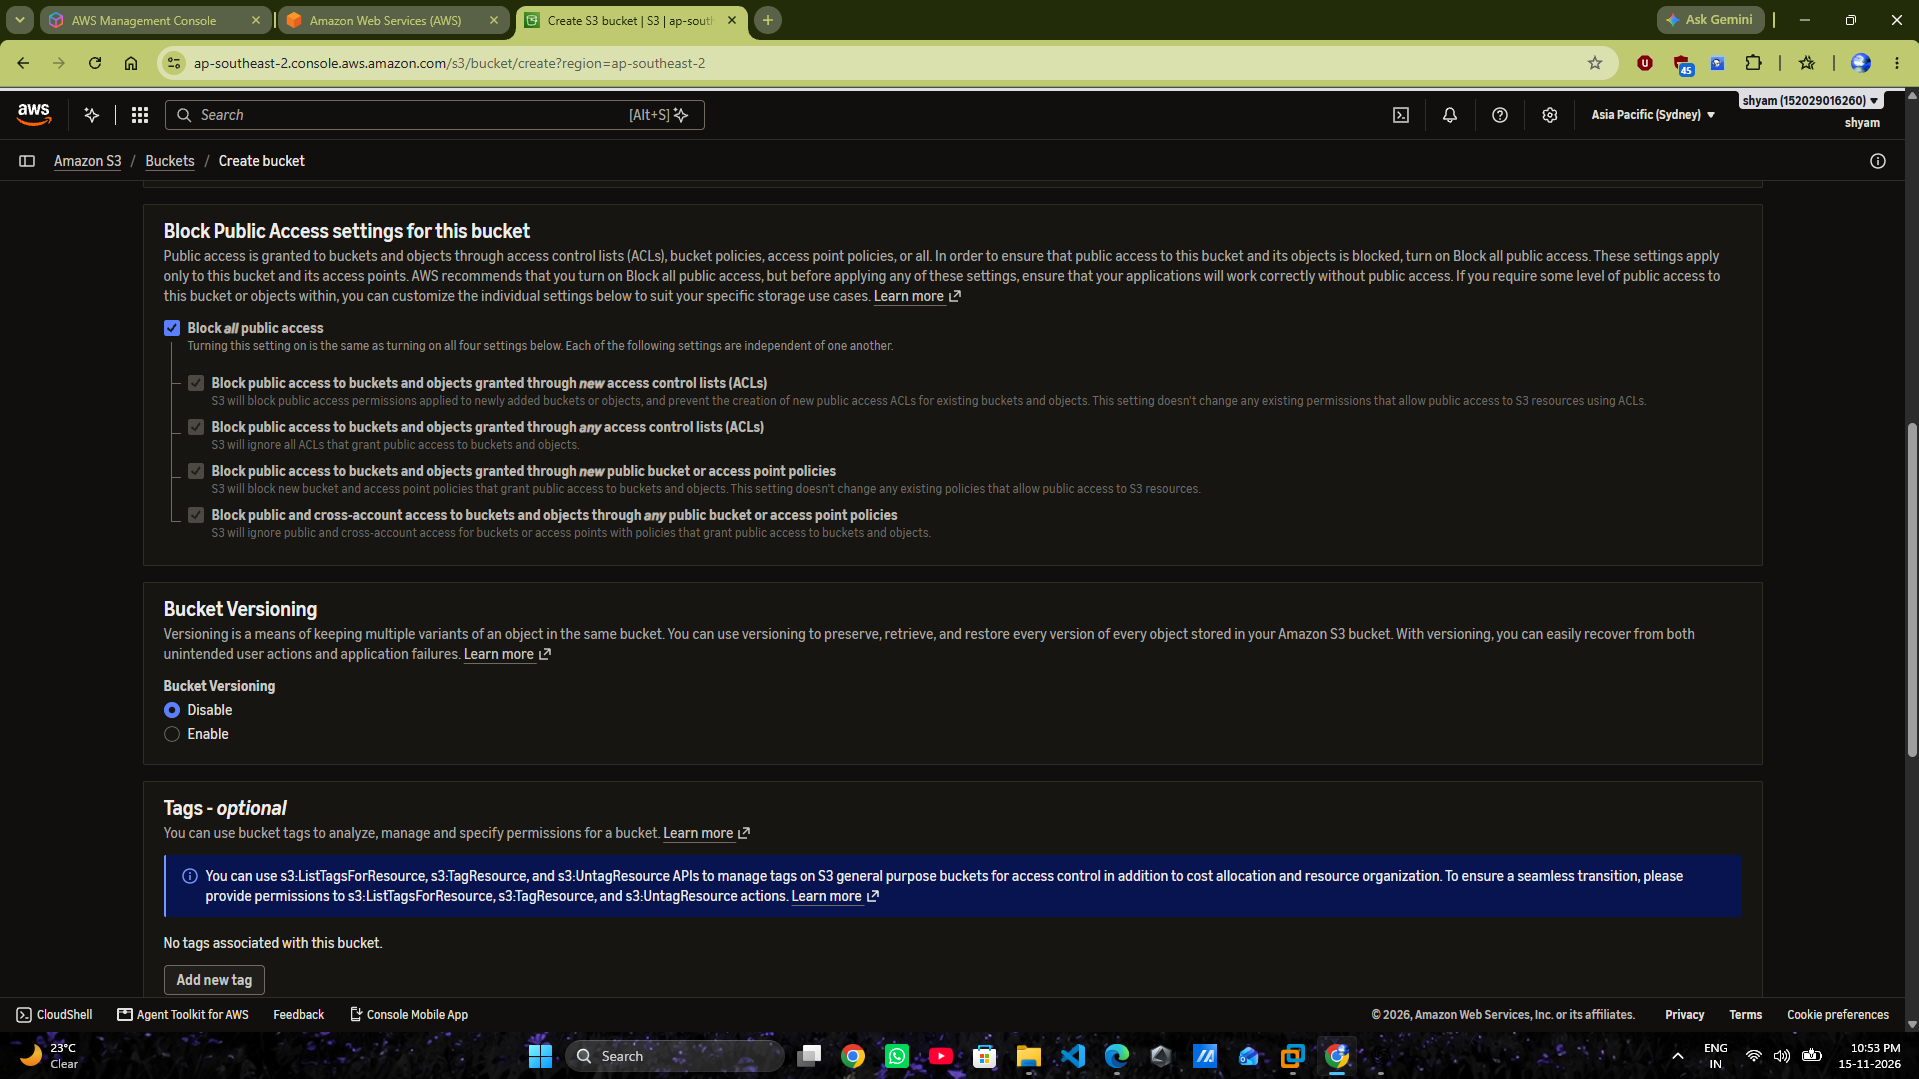 AWS Management Console
Amazon Web Services (AWS)
Create S3 bucket | S3 | ap-south
Ask Gemini
ap-southeast-2.console.aws.amazon.com/s3/bucket/create?region=ap-southeast-2
45
aws
Search
[Alt+S]
Asia Pacific (Sydney)
shyam (152029016260)
shyam
Amazon S3 / Buckets / Create bucket
Block Public Access settings for this bucket
Public access is granted to buckets and objects through access control lists (ACLs), bucket policies, access point policies, or all. In order to ensure that public access to this bucket and its objects is blocked, turn on Block all public access. These settings apply
only to this bucket and its access points. AWS recommends that you turn on Block all public access, but before applying any of these settings, ensure that your applications will work correctly without public access. If you require some level of public access to
this bucket or objects within, you can customize the individual settings below to suit your specific storage use cases. Learn more
Block all public access
Turning this setting on is the same as turning on all four settings below. Each of the following settings are independent of one another.
Block public access to buckets and objects granted through new access control lists (ACLs)
S3 will block public access permissions applied to newly added buckets or objects, and prevent the creation of new public access ACLs for existing buckets and objects. This setting doesn't change any existing permissions that allow public access to S3 resources using ACLs.
Block public access to buckets and objects granted through any access control lists (ACLs)
S3 will ignore all ACLs that grant public access to buckets and objects.
Block public access to buckets and objects granted through new public bucket or access point policies
S3 will block new bucket and access point policies that grant public access to buckets and objects. This setting doesn't change any existing policies that allow public access to S3 resources.
Block public and cross-account access to buckets and objects through any public bucket or access point policies
S3 will ignore public and cross-account access for buckets or access points with policies that grant public access to buckets and objects.
Bucket Versioning
Versioning is a means of keeping multiple variants of an object in the same bucket. You can use versioning to preserve, retrieve, and restore every version of every object stored in your Amazon S3 bucket. With versioning, you can easily recover from both
unintended user actions and application failures. Learn more
Bucket Versioning
Disable
Enable
Tags - optional
You can use bucket tags to analyze, manage and specify permissions for a bucket. Learn more
You can use s3:ListTagsForResource, s3:TagResource, and s3:UntagResource APIs to manage tags on S3 general purpose buckets for access control in addition to cost allocation and resource organization. To ensure a seamless transition, please
provide permissions to s3:ListTagsForResource, s3:TagResource, and s3:UntagResource actions. Learn more
No tags associated with this bucket.
Add new tag
CloudShell
Agent Toolkit for AWS
Feedback
Console Mobile App
© 2026, Amazon Web Services, Inc. or its affiliates.
Privacy
Terms
Cookie preferences
23°C
Clear
Search
ENG
IN
10:53 PM
15-11-2026